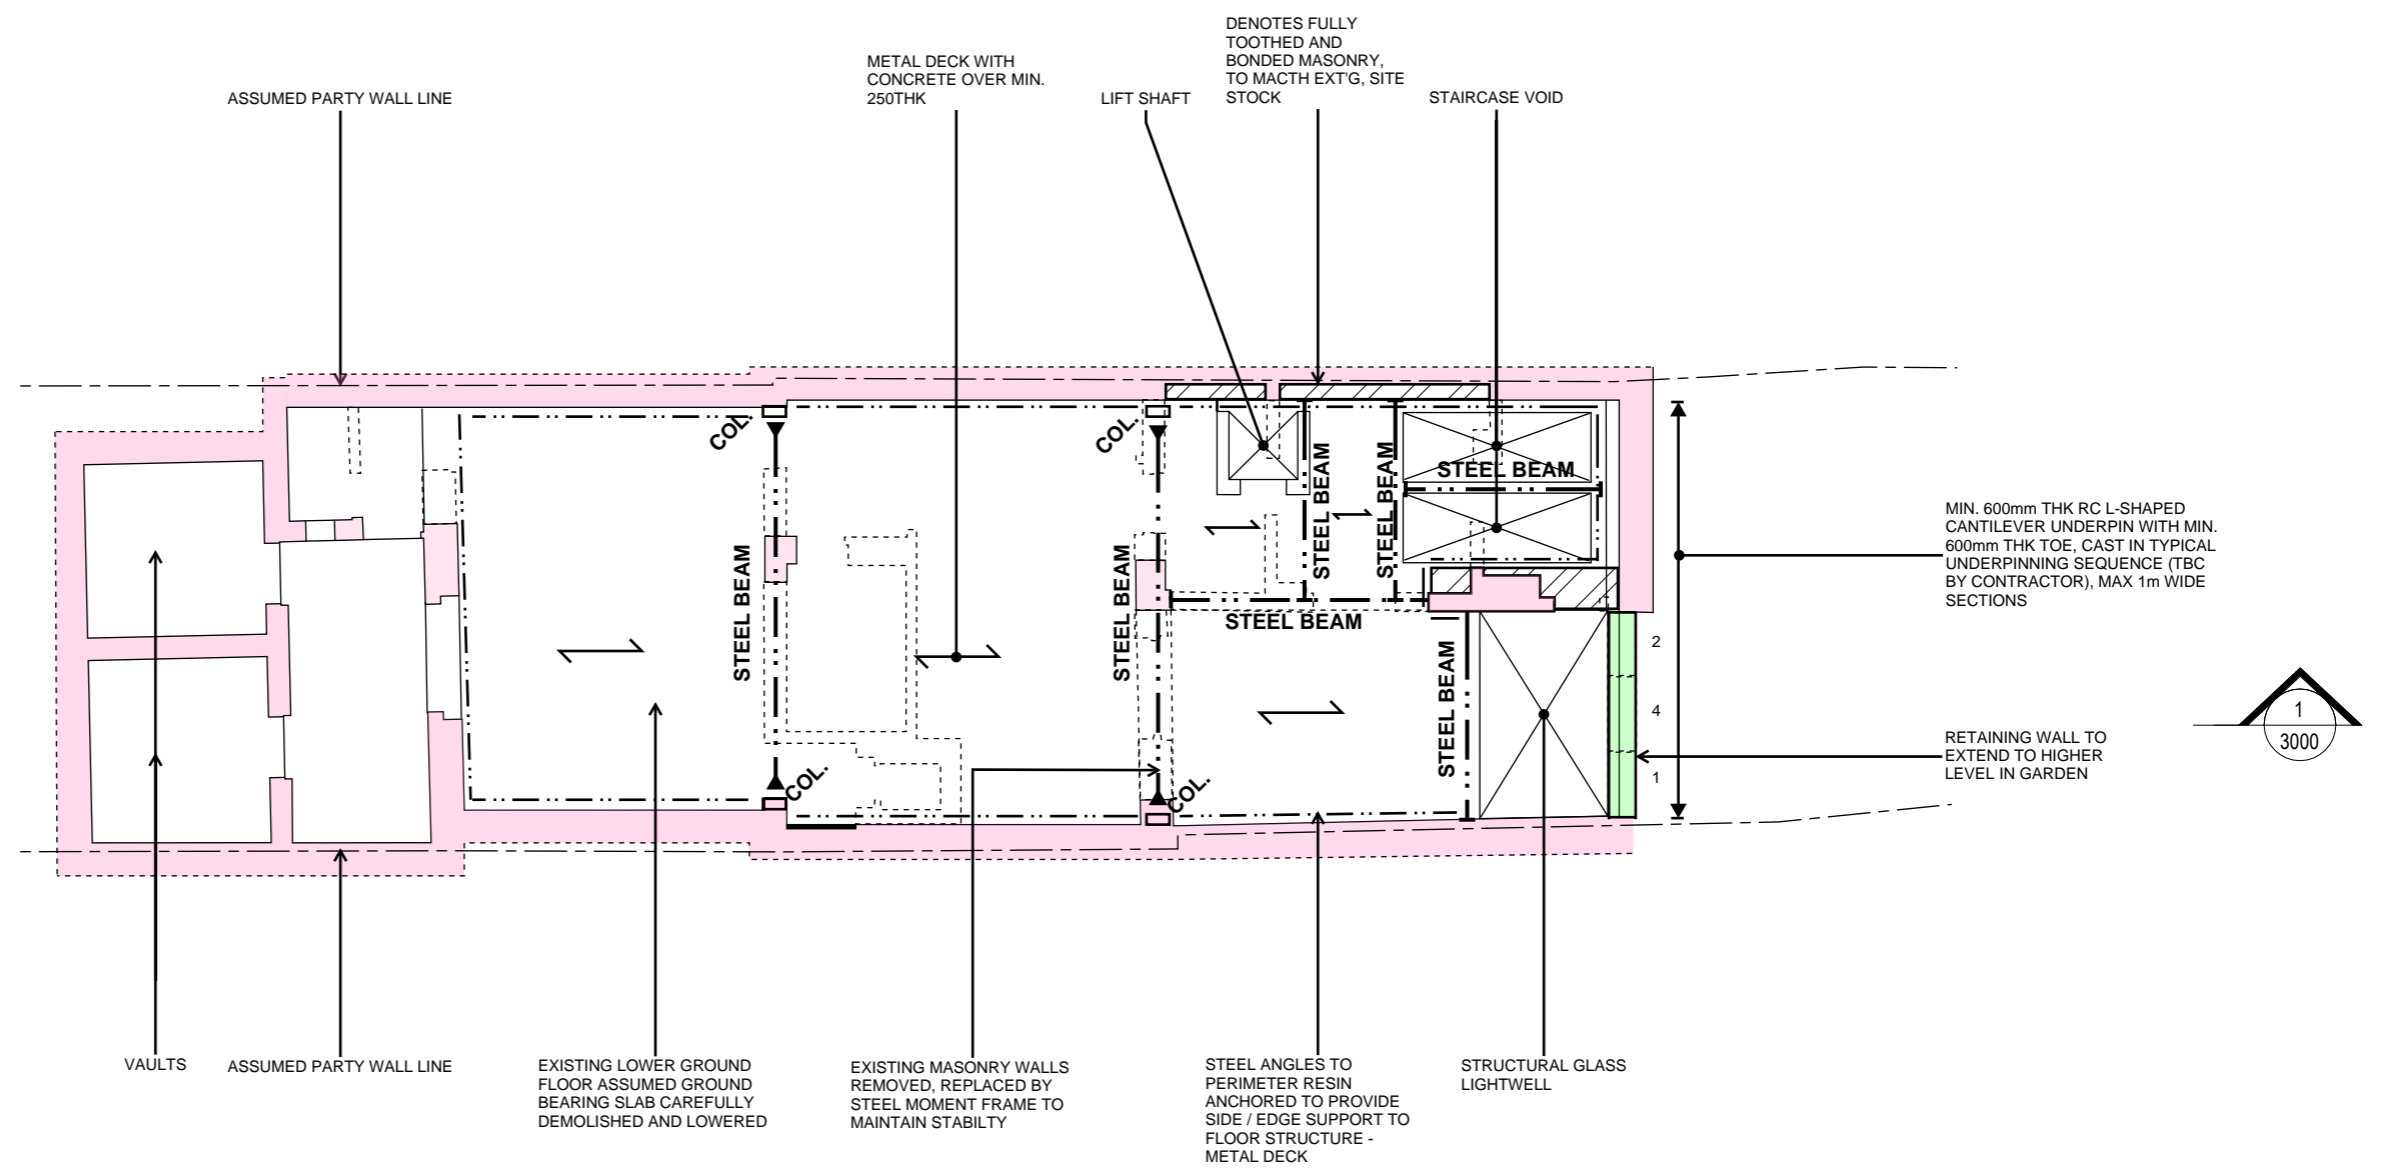 DENOTES FULLY
TOOTHED AND
BONDED MASONRY,
TO MACTH EXT'G, SITE
STOCK
METAL DECK WITH
CONCRETE OVER MIN.
250THK
ASSUMED PARTY WALL LINE
LIFT SHAFT
STAIRCASE VOID
COL.
COL.
STEEL BEAM
STEEL BEAM
STEEL BEAM
STEEL BEAM
STEEL BEAM
STEEL BEAM
STEEL BEAM
COL.
COL.
MIN. 600mm THK RC L-SHAPED
CANTILEVER UNDERPIN WITH MIN.
600mm THK TOE, CAST IN TYPICAL
UNDERPINNING SEQUENCE (TBC
BY CONTRACTOR), MAX 1m WIDE
SECTIONS
2
4
1
RETAINING WALL TO
EXTEND TO HIGHER
LEVEL IN GARDEN
1
3000
VAULTS
ASSUMED PARTY WALL LINE
EXISTING LOWER GROUND
FLOOR ASSUMED GROUND
BEARING SLAB CAREFULLY
DEMOLISHED AND LOWERED
EXISTING MASONRY WALLS
REMOVED, REPLACED BY
STEEL MOMENT FRAME TO
MAINTAIN STABILTY
STEEL ANGLES TO
PERIMETER RESIN
ANCHORED TO PROVIDE
SIDE / EDGE SUPPORT TO
FLOOR STRUCTURE -
METAL DECK
STRUCTURAL GLASS
LIGHTWELL